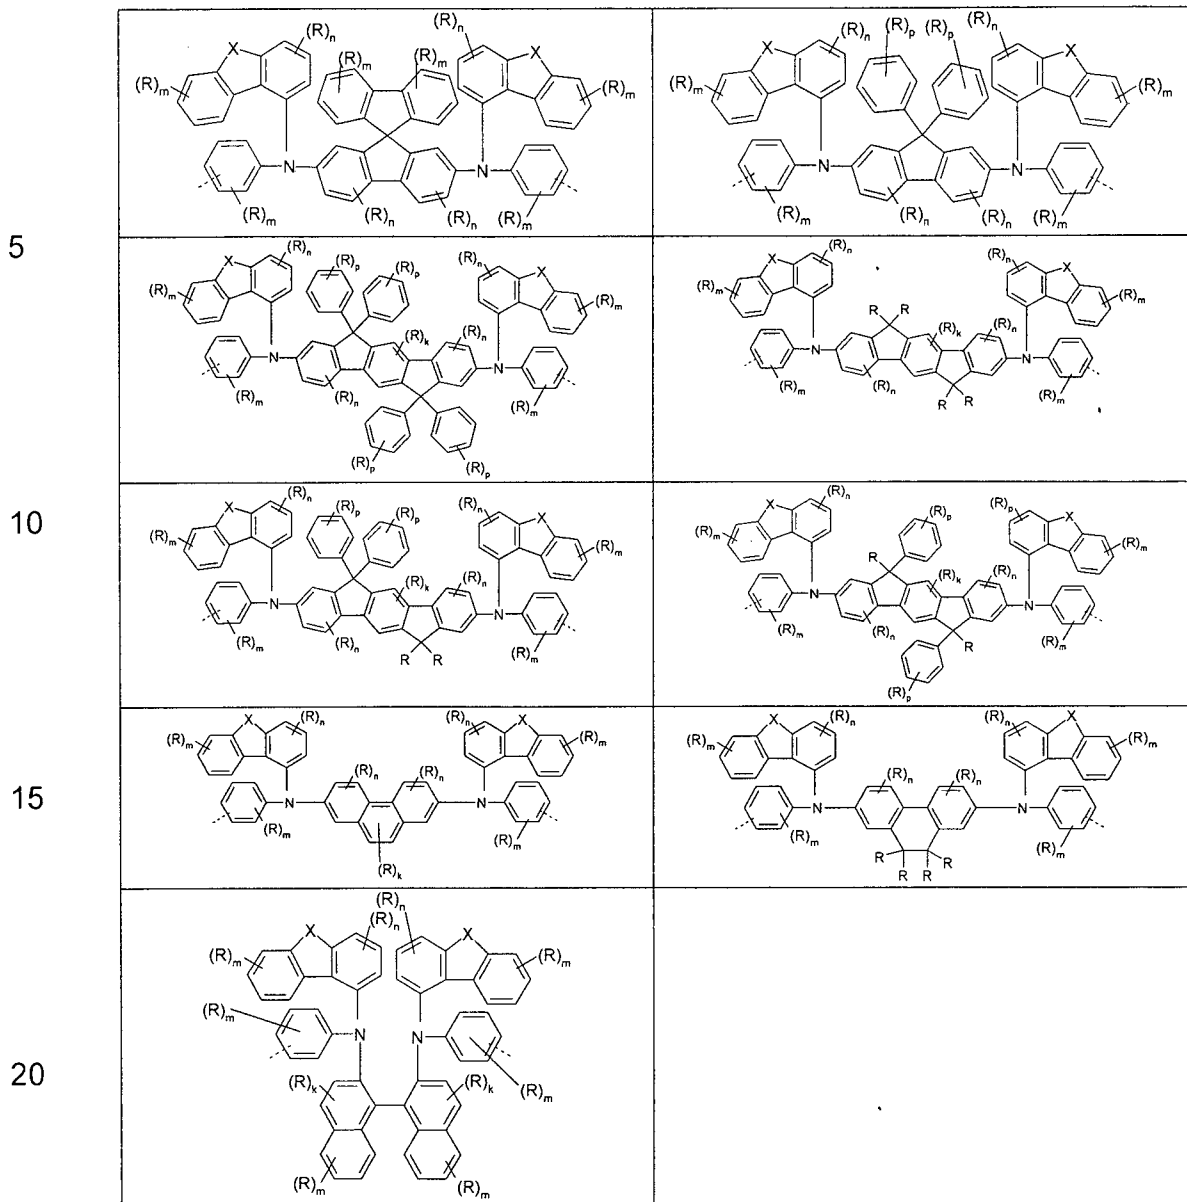 (R)n (R)m (R)m (R)n
X X
(R)m (R)m
N N
(R)m (R)n (R)n (R)m
(R)n (R)p (R)p (R)n
X X
(R)m (R)m
N N
(R)m (R)n (R)n (R)m
5
(R)n (R)p (R)p (R)n
X X
(R)m (R)m
(R)k (R)n
N N
(R)m (R)n (R)m
(R)p (R)p
(R)n (R)n
X X
(R)m (R)m
R R (R)k (R)n
N N
(R)m (R)n (R)m
R R
10
(R)n (R)p (R)p (R)n
X X
(R)m (R)m
(R)k (R)n
N N
(R)m (R)n (R)m
R R
(R)n (R)p (R)p
X X
(R)m (R)m
R (R)k (R)n
N N
(R)m (R)n R (R)m
(R)p
15
(R)n (R)n
X X
(R)m (R)m
(R)n (R)n
N N
(R)m (R)m
(R)k
(R)n (R)n
X X
(R)m (R)m
(R)n (R)n
N N
(R)m (R)m
R R
R R
20
(R)n
(R)n
X X
(R)m (R)m
(R)m
N N
(R)k (R)k (R)m
(R)m (R)m